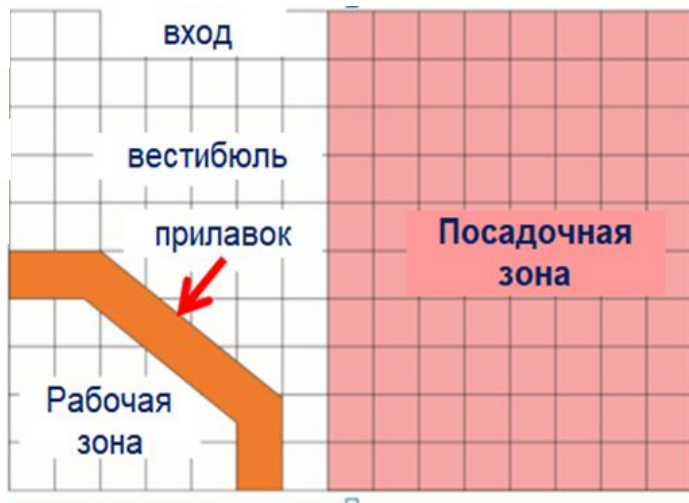 вход
вестибюль
прилавок
Посадочная
зона
Рабочая
зона